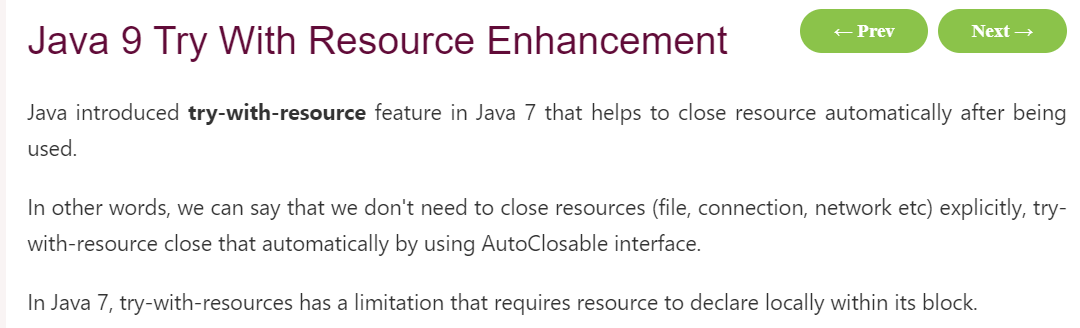 Java 9 Try With Resource Enhancement
← Prev
Next →
Java introduced try-with-resource feature in Java 7 that helps to close resource automatically after being
used.
In other words, we can say that we don't need to close resources (file, connection, network etc) explicitly, try-
with-resource close that automatically by using AutoClosable interface.
In Java 7, try-with-resources has a limitation that requires resource to declare locally within its block.